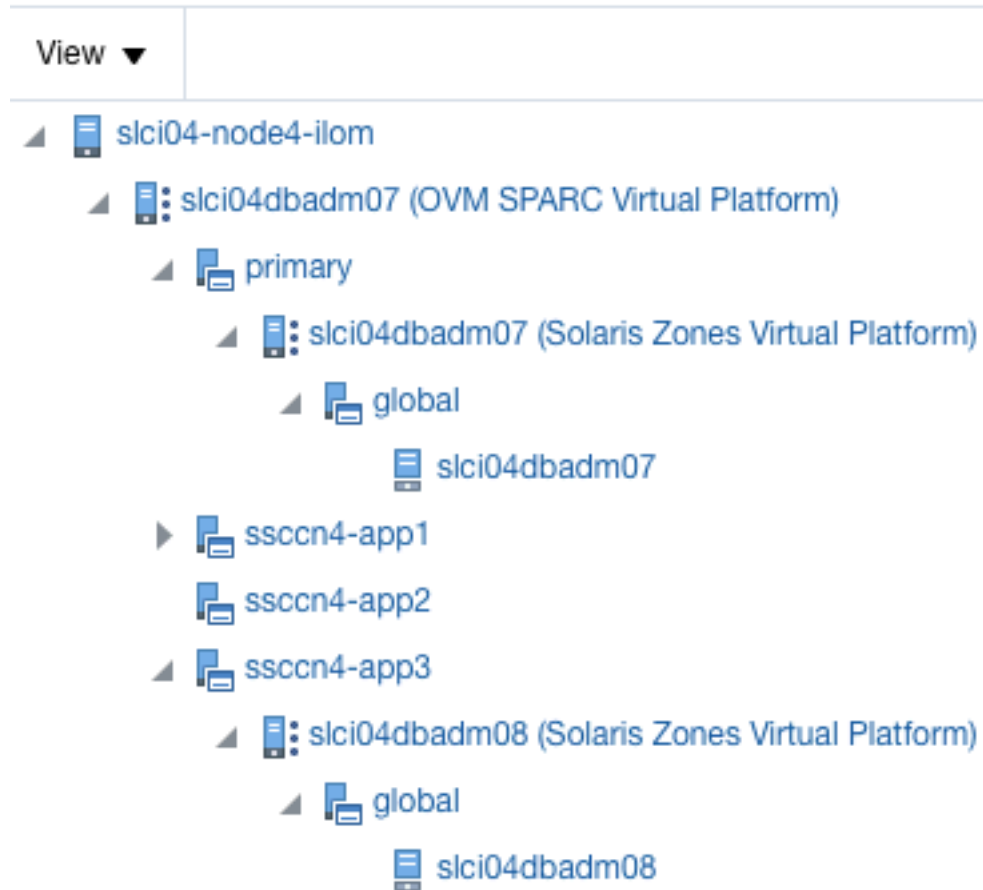 View
slci04-node4-ilom
slci04dbadm07 (OVM SPARC Virtual Platform)
primary
slci04dbadm07 (Solaris Zones Virtual Platform)
global
slci04dbadm07
ssccn4-app1
ssccn4-app2
ssccn4-app3
slci04dbadm08 (Solaris Zones Virtual Platform)
global
slci04dbadm08